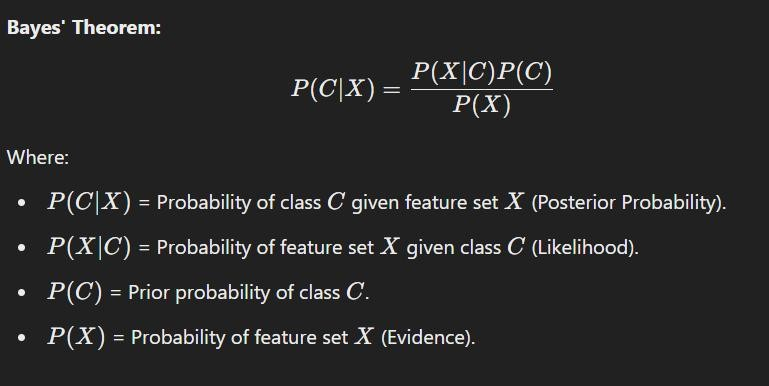 Bayes' Theorem:
P(C|X) = P(X|C)P(C) / P(X)
Where:
• P(C|X) = Probability of class C given feature set X (Posterior Probability).
• P(X|C) = Probability of feature set X given class C (Likelihood).
• P(C) = Prior probability of class C.
• P(X) = Probability of feature set X (Evidence).